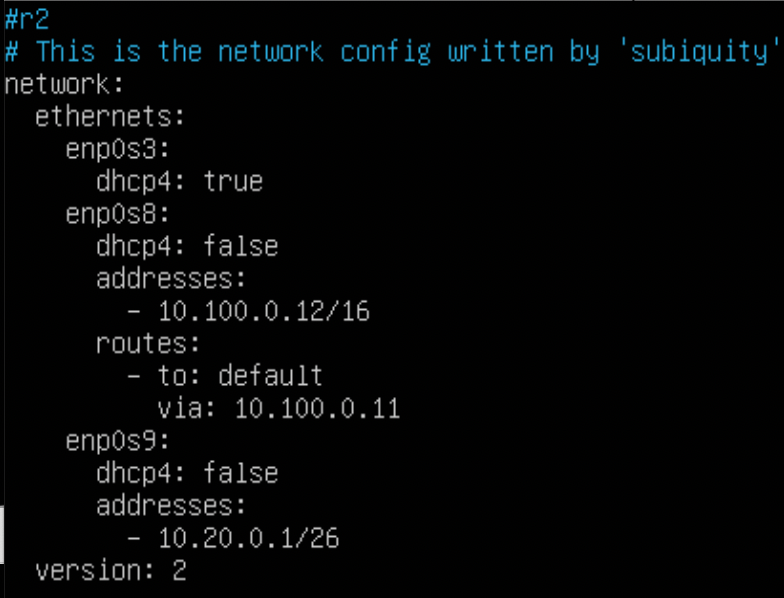 #r2
# This is the network config written by 'subiquity'
network:
  ethernets:
    enp0s3:
      dhcp4: true
    enp0s8:
      dhcp4: false
      addresses:
        - 10.100.0.12/16
      routes:
        - to: default
          via: 10.100.0.11
    enp0s9:
      dhcp4: false
      addresses:
        - 10.20.0.1/26
  version: 2